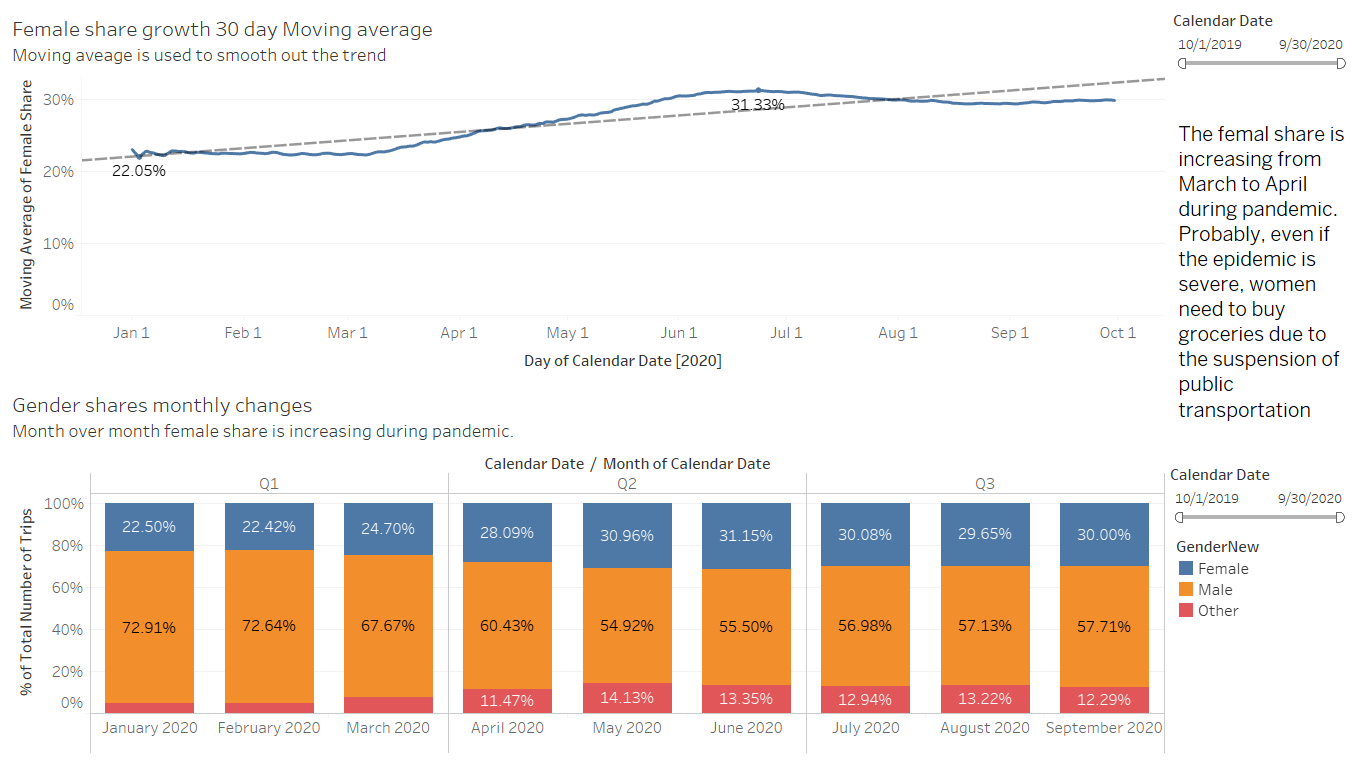 Female share growth 30 day Moving average
Moving aveage is used to smooth out the trend
Moving Average of Female Share
30%
20%
10%
0%
22.05%
31.33%
Jan 1
Feb 1
Mar 1
Apr 1
May 1
Jun 1
Jul 1
Aug 1
Sep 1
Oct 1
Day of Calendar Date [2020]
Calendar Date
10/1/2019
9/30/2020
The femal share is
increasing from
March to April
during pandemic.
Probably, even if
the epidemic is
severe, women
need to buy
groceries due to
the suspension of
public
transportation
Gender shares monthly changes
Month over month female share is increasing during pandemic.
Calendar Date / Month of Calendar Date
Q1
Q2
Q3
% of Total Number of Trips
100%
80%
60%
40%
20%
0%
22.50%
22.42%
24.70%
28.09%
30.96%
31.15%
30.08%
29.65%
30.00%
72.91%
72.64%
67.67%
60.43%
54.92%
55.50%
56.98%
57.13%
57.71%
11.47%
14.13%
13.35%
12.94%
13.22%
12.29%
January 2020
February 2020
March 2020
April 2020
May 2020
June 2020
July 2020
August 2020
September 2020
Calendar Date
10/1/2019
9/30/2020
GenderNew
Female
Male
Other